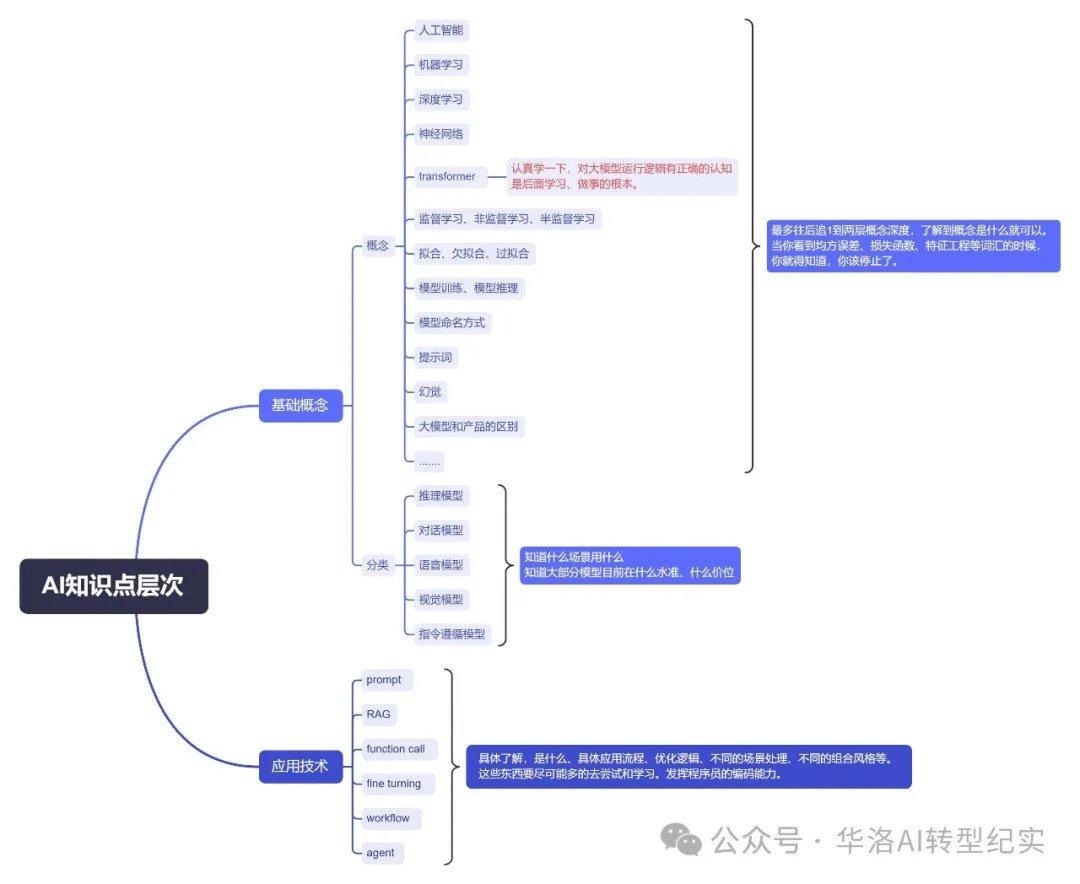 AI知识点层次
基础概念
概念
人工智能
机器学习
深度学习
神经网络
transformer
认真学一下，对大模型运行逻辑有正确的认知
是后面学习、做事的根本。
监督学习、非监督学习、半监督学习
拟合、欠拟合、过拟合
模型训练、模型推理
模型命名方式
提示词
幻觉
大模型和产品的区别
.......
最多往后追1到两层概念深度，了解到概念是什么就可以。
当你看到均方误差、损失函数、特征工程等词汇的时候，
你就得知道，你该停止了。
分类
推理模型
对话模型
语音模型
视觉模型
指令遵循模型
知道什么场景用什么
知道大部分模型目前在什么水准、什么价位
应用技术
prompt
RAG
function call
fine turning
workflow
agent
具体了解，是什么、具体应用流程、优化逻辑、不同的场景处理、不同的组合风格等。
这些东西要尽可能多的去尝试和学习。发挥程序员的编码能力。
公众号 · 华洛AI转型纪实